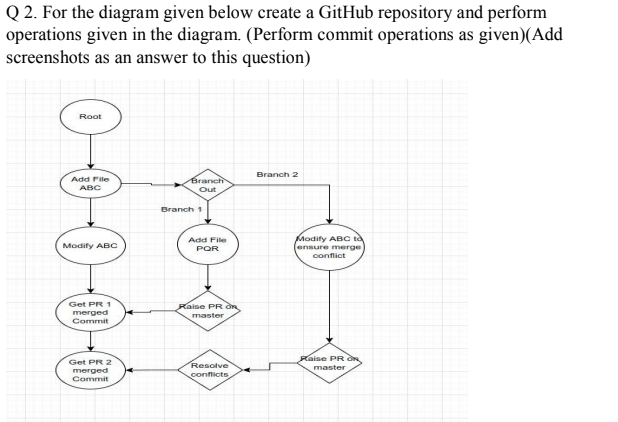 Q 2. For the diagram given below create a GitHub repository and perform
operations given in the diagram. (Perform commit operations as given)(Add
screenshots as an answer to this question)
Root
Add File
ABC
Branch
Out
Branch 2
Branch 1
Modify ABC
Add File
PQR
Modify ABC to
ensure merge
conflict
Get PR 1
merged
Commit
Raise PR on
master
Get PR 2
merged
Commit
Resolve
conflicts
Raise PR on
master